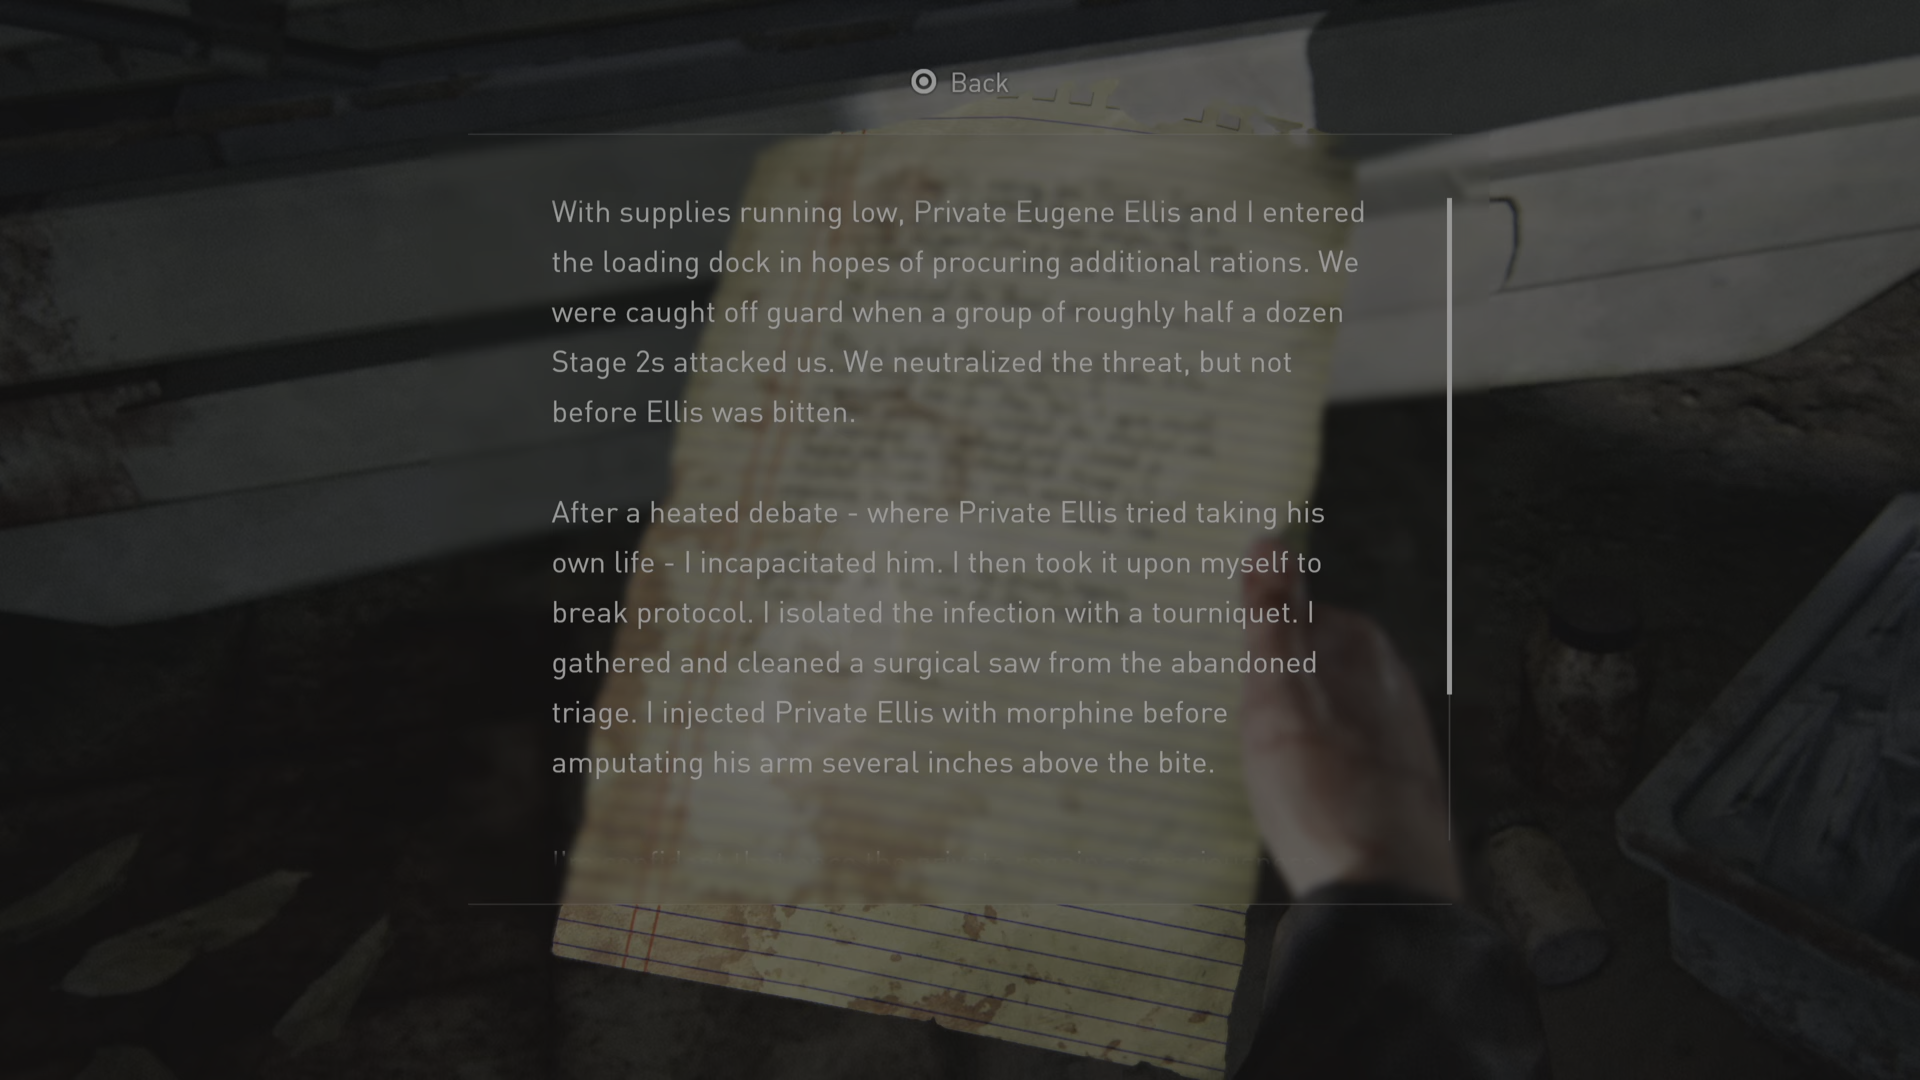 Back
With supplies running low, Private Eugene Ellis and I entered
the loading dock in hopes of procuring additional rations. We
were caught off guard when a group of roughly half a dozen
Stage 2s attacked us. We neutralized the threat, but not
before Ellis was bitten.
After a heated debate - where Private Ellis tried taking his
own life - I incapacitated him. I then took it upon myself to
break protocol. I isolated the infection with a tourniquet. I
gathered and cleaned a surgical saw from the abandoned
triage. I injected Private Ellis with morphine before
amputating his arm several inches above the bite.